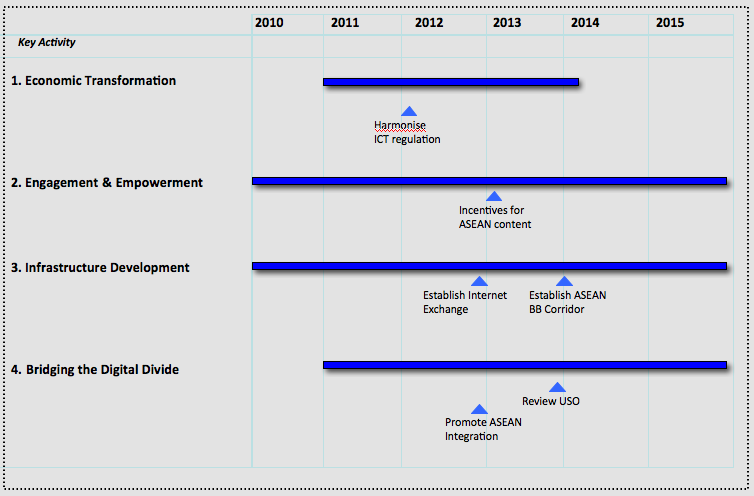 2010 2011 2012 2013 2014 2015
Key Activity
1. Economic Transformation
Harmonise
ICT regulation
2. Engagement & Empowerment
Incentives for
ASEAN content
3. Infrastructure Development
Establish Internet
Exchange
Establish ASEAN
BB Corridor
4. Bridging the Digital Divide
Review USO
Promote ASEAN
Integration